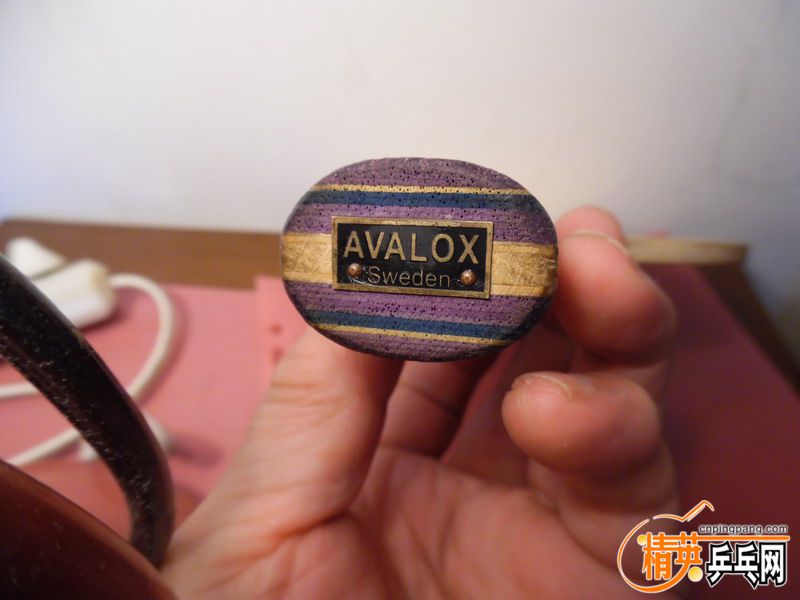 AVALOX
Sweden
cnpingpang.com
精英乒乓网